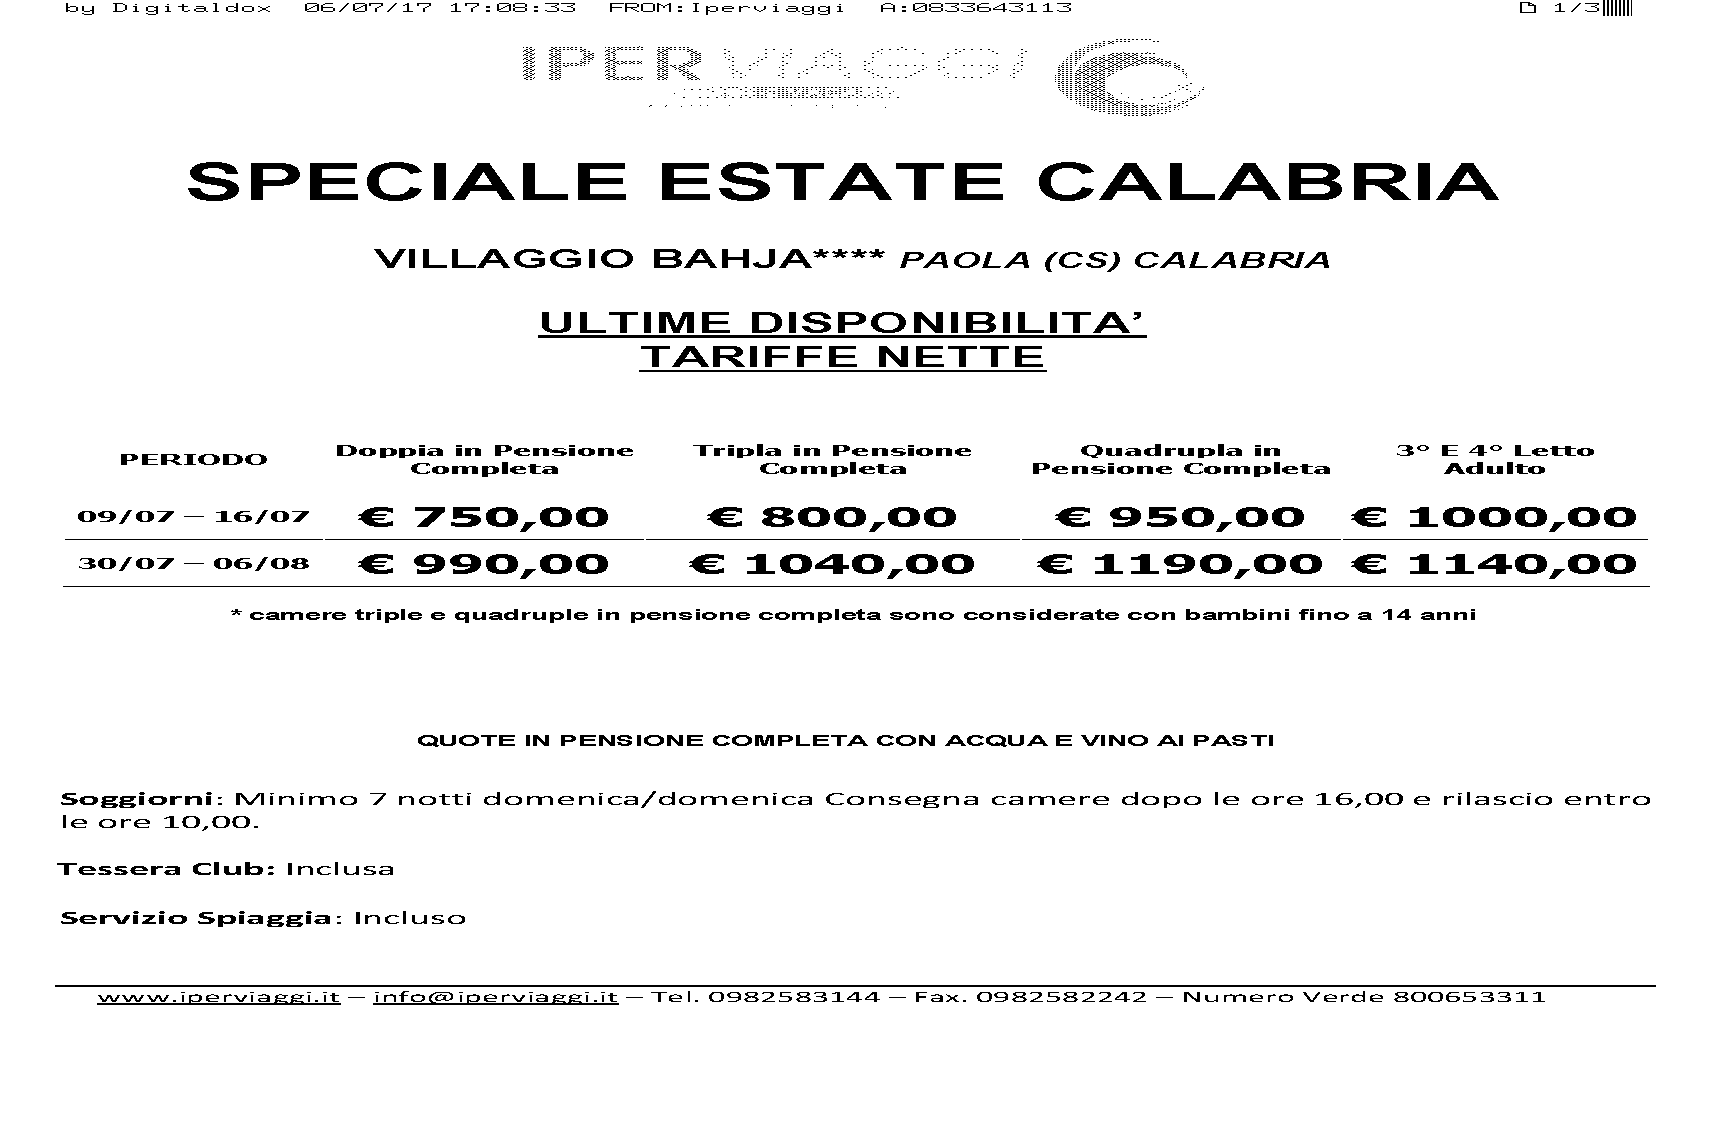 by Digitaldox 06/07/17 17:08:33 FROM:Iperviaggi A:0833643113 1/3
IPER VIAGGI
SPECIALE ESTATE CALABRIA
VILLAGGIO BAHJA**** PAOLA (CS) CALABRIA
ULTIME DISPONIBILITA’
TARIFFE NETTE
PERIODO Doppia in Pensione Completa Tripla in Pensione Completa Quadrupla in Pensione Completa 3° E 4° Letto Adulto
09/07 – 16/07 € 750,00 € 800,00 € 950,00 € 1000,00
30/07 – 06/08 € 990,00 € 1040,00 € 1190,00 € 1140,00
* camere triple e quadruple in pensione completa sono considerate con bambini fino a 14 anni
QUOTE IN PENSIONE COMPLETA CON ACQUA E VINO AI PASTI
Soggiorni: Minimo 7 notti domenica/domenica Consegna camere dopo le ore 16,00 e rilascio entro
le ore 10,00.
Tessera Club: Inclusa
Servizio Spiaggia: Incluso
www.iperviaggi.it – info@iperviaggi.it – Tel. 0982583144 – Fax. 0982582242 – Numero Verde 800653311